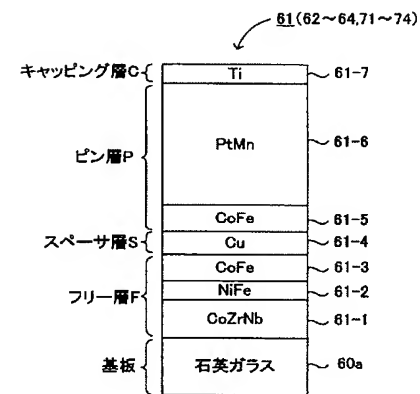 61(62～64,71～74)
キャッピング層C Ti 61-7
ピン層P PtMn 61-6
CoFe 61-5
スペーサ層S Cu 61-4
CoFe 61-3
フリー層F NiFe 61-2
CoZrNb 61-1
基板 石英ガラス 60a